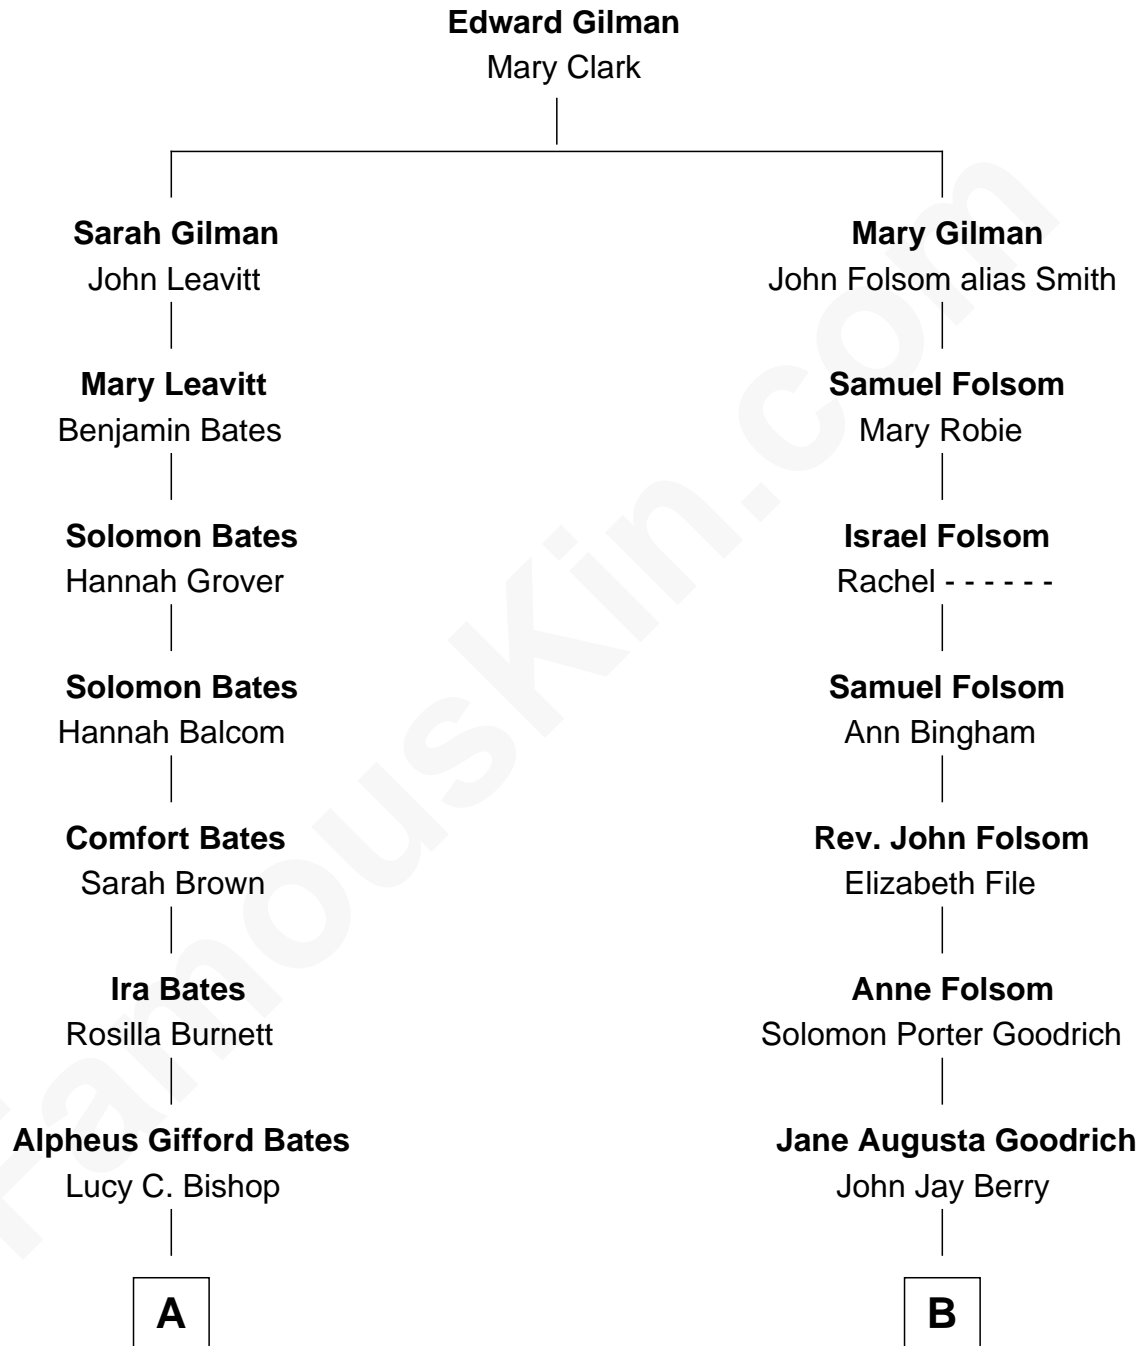 Edward Gilman
Mary Clark
Sarah Gilman
John Leavitt
Mary Leavitt
Benjamin Bates
Solomon Bates
Hannah Grover
Solomon Bates
Hannah Balcom
Comfort Bates
Sarah Brown
Ira Bates
Rosilla Burnett
Alpheus Gifford Bates
Lucy C. Bishop
A
Mary Gilman
John Folsom alias Smith
Samuel Folsom
Mary Robie
Israel Folsom
Rachel - - - - - -
Samuel Folsom
Ann Bingham
Rev. John Folsom
Elizabeth File
Anne Folsom
Solomon Porter Goodrich
Jane Augusta Goodrich
John Jay Berry
B
FamousKin.com